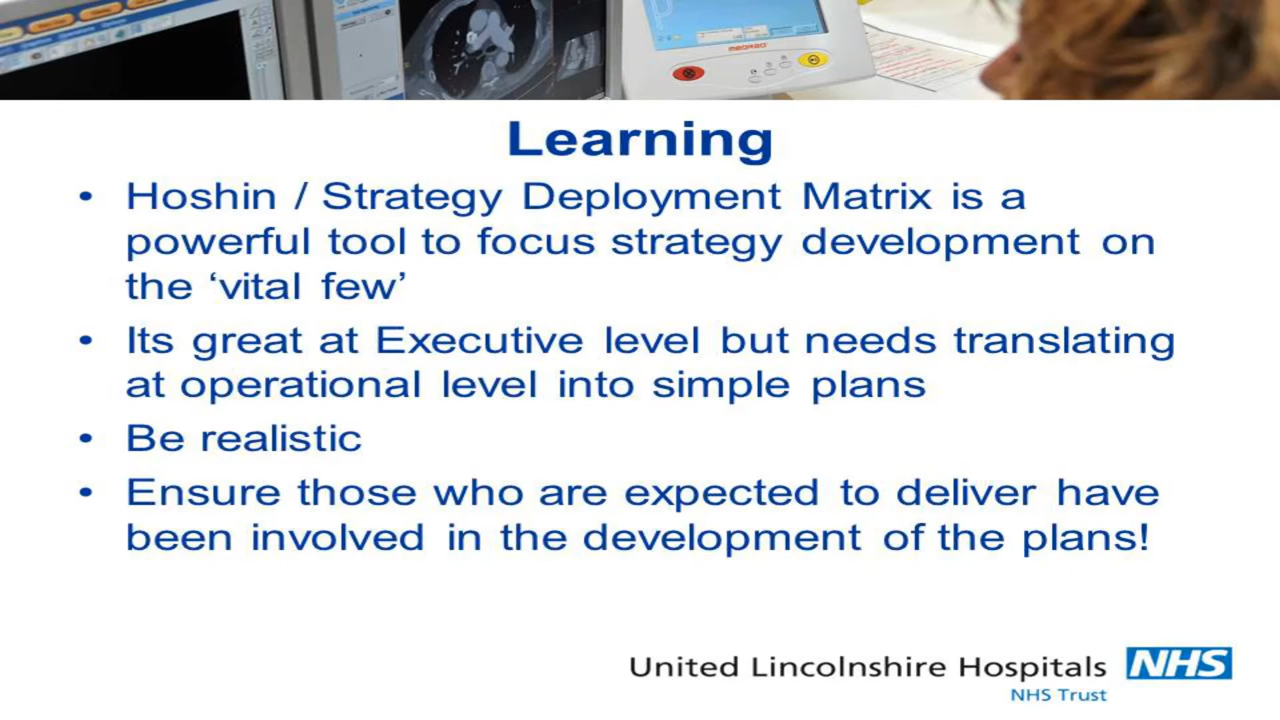 MEDRAD
Learning
• Hoshin / Strategy Deployment Matrix is a
powerful tool to focus strategy development on
the ‘vital few’
• Its great at Executive level but needs translating
at operational level into simple plans
• Be realistic
• Ensure those who are expected to deliver have
been involved in the development of the plans!
United Lincolnshire Hospitals NHS
NHS Trust